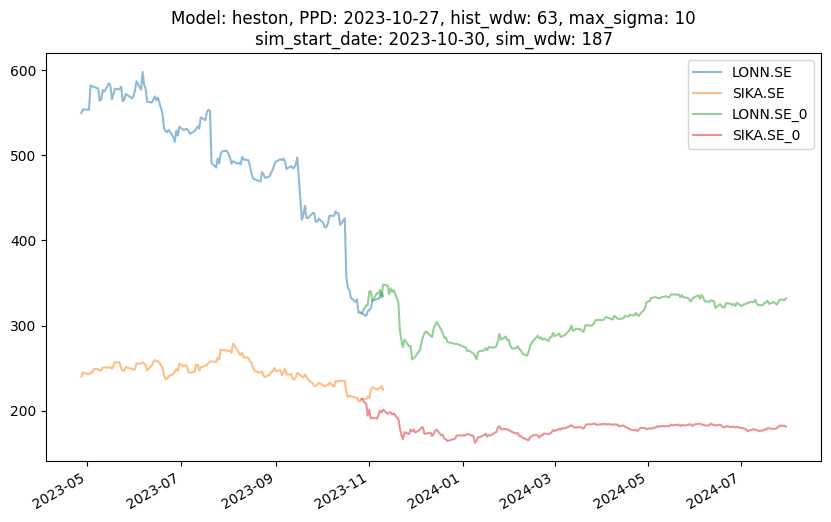 Model: heston, PPD: 2023-10-27, hist_wdw: 63, max_sigma: 10
sim_start_date: 2023-10-30, sim_wdw: 187
LONN.SE
SIKA.SE
LONN.SE_0
SIKA.SE_0
600
500
400
300
200
2023-05
2023-07
2023-09
2023-11
2024-01
2024-03
2024-05
2024-07